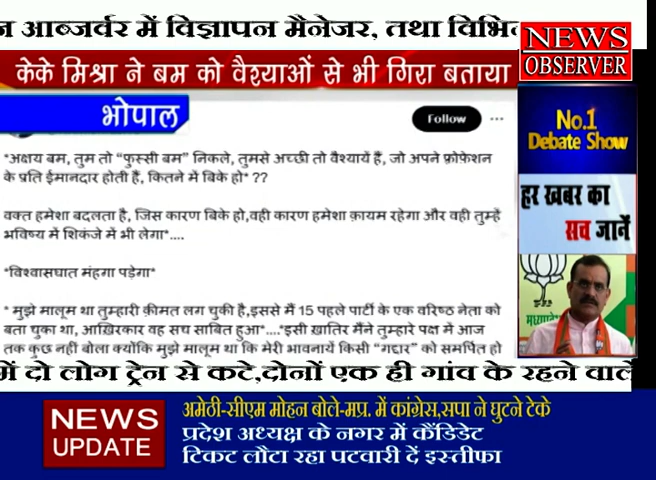 आब्जर्वर में विज्ञापन मैनेजर, तथा
NEWS
OBSERVER
केके मिश्रा ने बम को वैश्याओं से भी गिरा बताया
भोपाल
Follow
No.1
Debate Show
*अक्षय बम, तुम तो "फुस्सी बम" निकले, तुमसे अच्छी तो वैश्यायें हैं, जो अपने प्रोफ़ेशन
के प्रति ईमानदार होती हैं, कितने में बिके हो* ??
वक्त हमेशा बदलता है, जिस कारण बिके हो,वही कारण हमेशा क़ायम रहेगा और वही तुम्हें
भविष्य में शिकंजे में भी लेगा*....
*विश्वासघात मंहगा पड़ेगा*
* मुझे मालूम था तुम्हारी क़ीमत लग चुकी है,इससे मैं 15 पहले पार्टी के एक वरिष्ठ नेता को
बता चुका था, आख़िरकार वह सच साबित हुआ*....*इसी ख़ातिर मैंने तुम्हारे पक्ष में आज
तक कुछ नहीं बोला क्योंकि मुझे मालूम था कि मेरी भावनायें किसी "गद्दार" को समर्पित हो
हर खबर का
सच जानें
में दो लोग ट्रेन से कटे,दोनों एक ही गांव के रहने वाले
NEWS
UPDATE
अमेठी-सीएम मोहन बोले-मप्र. में कांग्रेस,सपा ने घुटने टेके
प्रदेश अध्यक्ष के नगर में कैंडिडेट
टिकट लौटा रहा पटवारी दें इस्तीफा